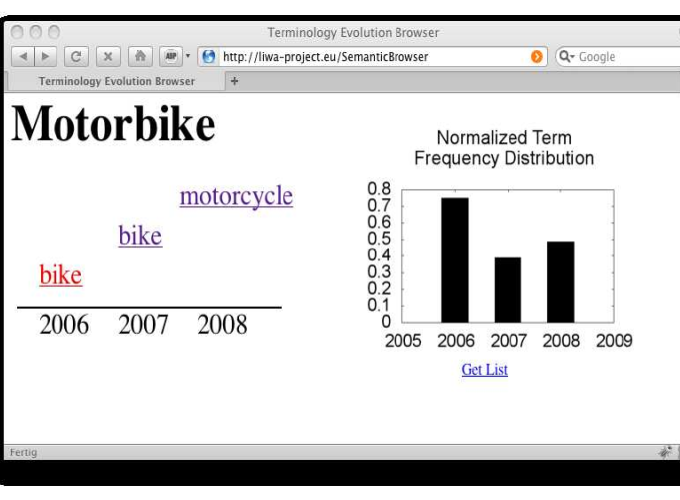 Terminology Evolution Browser
http://liwa-project.eu/SemanticBrowser
Google
Terminology Evolution Browser +
Motorbike
motorcycle
bike
bike
2006 2007 2008
Normalized Term
Frequency Distribution
0.8
0.7
0.6
0.5
0.4
0.3
0.2
0.1
0
2005 2006 2007 2008 2009
Get List
Fertig